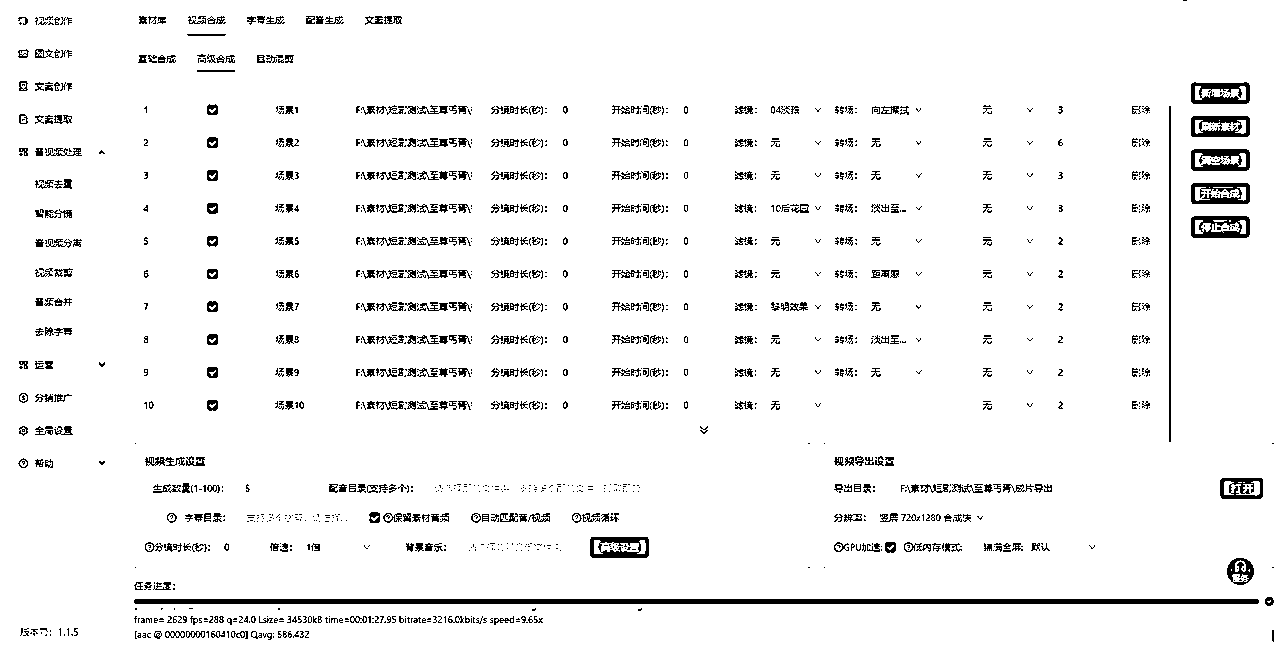 视频创作
图文创作
文案创作
文案提取
音视频处理
视频去重
智能分镜
音视频分离
视频裁剪
音频合并
去除字幕
运营
分销推广
全局设置
帮助
版本号：1.1.5
素材库 视频合成 字幕生成 配音生成 文案提取
基础合成 高级合成 自动混剪
1 场景1 F:\素材\短剧测试\至尊丐胥\ 分镜时长(秒)： 0 开始时间(秒)： 0 滤镜： 04淡雅 转场： 向左擦拭 无 3 删除
2 场景2 F:\素材\短剧测试\至尊丐胥\ 分镜时长(秒)： 0 开始时间(秒)： 0 滤镜： 无 转场： 无 无 6 删除
3 场景3 F:\素材\短剧测试\至尊丐胥\ 分镜时长(秒)： 0 开始时间(秒)： 0 滤镜： 无 转场： 无 无 3 删除
4 场景4 F:\素材\短剧测试\至尊丐胥\ 分镜时长(秒)： 0 开始时间(秒)： 0 滤镜： 10后花园 转场： 淡出至... 无 3 删除
5 场景5 F:\素材\短剧测试\至尊丐胥\ 分镜时长(秒)： 0 开始时间(秒)： 0 滤镜： 无 转场： 无 无 2 删除
6 场景6 F:\素材\短剧测试\至尊丐胥\ 分镜时长(秒)： 0 开始时间(秒)： 0 滤镜： 无 转场： 无 2 删除
7 场景7 F:\素材\短剧测试\至尊丐胥\ 分镜时长(秒)： 0 开始时间(秒)： 0 滤镜： 黎明效果 转场： 无 无 2 删除
8 场景8 F:\素材\短剧测试\至尊丐胥\ 分镜时长(秒)： 0 开始时间(秒)： 0 滤镜： 无 转场： 淡出至... 无 2 删除
9 场景9 F:\素材\短剧测试\至尊丐胥\ 分镜时长(秒)： 0 开始时间(秒)： 0 滤镜： 无 转场： 无 无 2 删除
10 场景10 F:\素材\短剧测试\至尊丐胥\ 分镜时长(秒)： 0 开始时间(秒)： 0 滤镜： 无 无 2 删除
【新增场景】
【刷新素材】
【清空场景】
【开始合成】
【停止合成】
视频生成设置
生成数量(1-100)： 5 配音目录(支持多个)：
字幕目录： 保留素材音频 自动匹配音/视频 视频循环
分镜时长(秒)： 0 倍速： 1倍 背景音乐： 【高级设置】
视频导出设置
导出目录： F:\素材\短剧测试\至尊丐胥\成片导出 【打开】
分辨率： 竖屏 720x1280 合成快
GPU加速： 低内存模式： 铺满全屏： 默认
客服
任务进度：
frame= 2629 fps=288 q=24.0 Lsize= 34530kB time=00:01:27.95 bitrate=3216.0kbits/s speed=9.65x
[aac @ 00000000160410c0] Qavg: 586.432